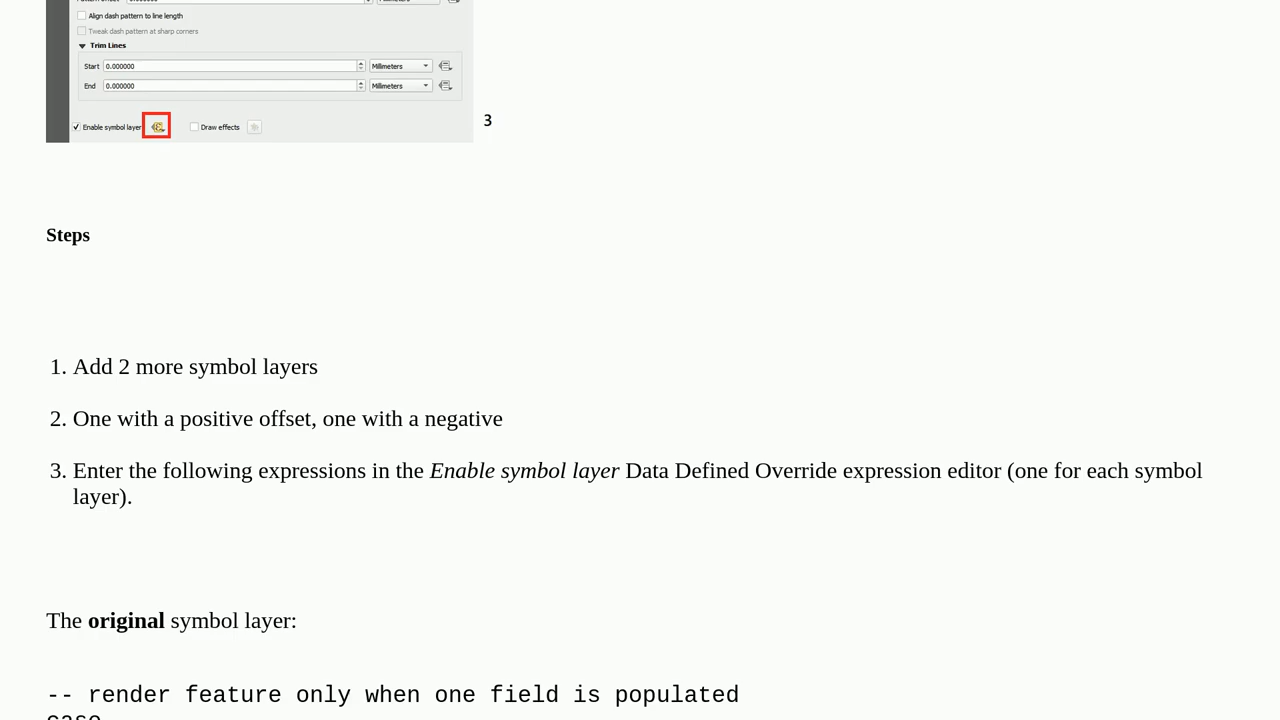 Align dash pattern to line length
Tweak dash pattern at sharp corners
Trim Lines
Start 0.000000 Millimeters
End 0.000000 Millimeters
Enable symbol layer Draw effects
3
Steps
1. Add 2 more symbol layers
2. One with a positive offset, one with a negative
3. Enter the following expressions in the Enable symbol layer Data Defined Override expression editor (one for each symbol
layer).
The original symbol layer:
-- render feature only when one field is populated